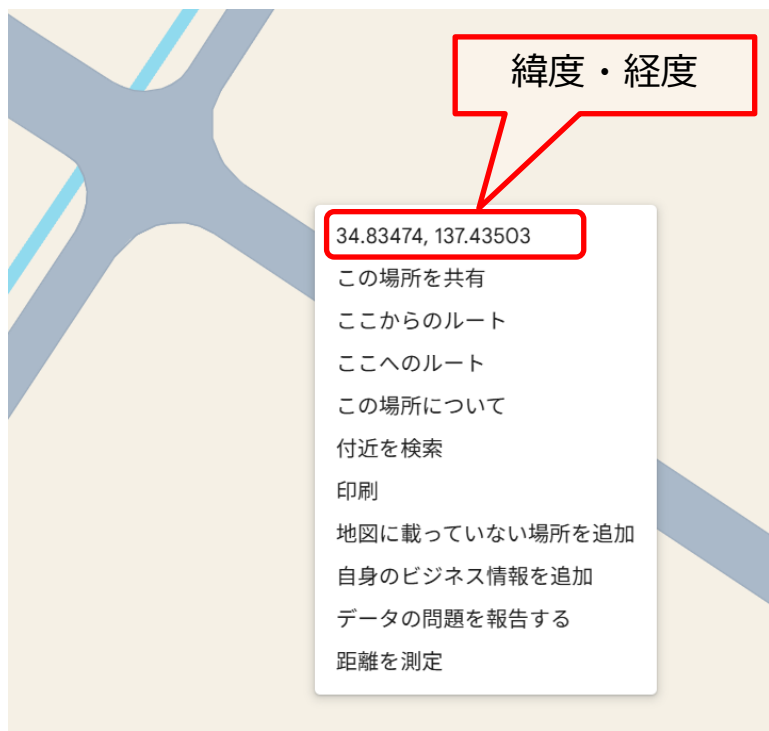 緯度・経度
34.83474, 137.43503
この場所を共有
ここからのルート
ここへのルート
この場所について
付近を検索
印刷
地図に載っていない場所を追加
自身のビジネス情報を追加
データの問題を報告する
距離を測定